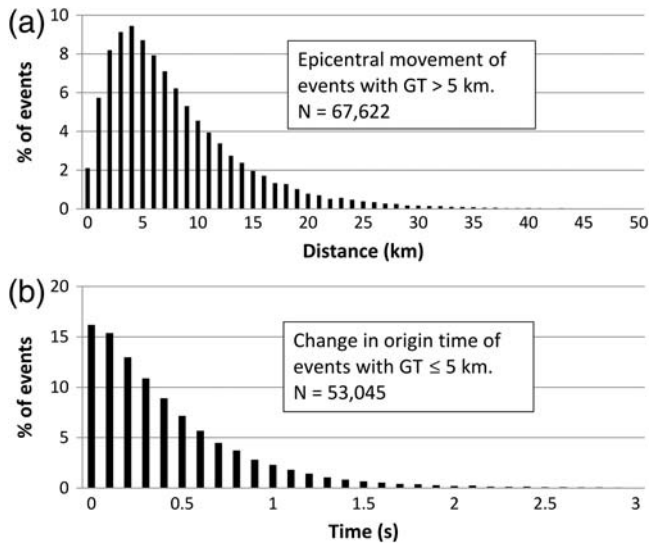 (a)
10
8
6
4
2
0
% of events
Epicentral movement of
events with GT > 5 km.
N = 67,622
0 5 10 15 20 25 30 35 40 45 50
Distance (km)
(b)
20
15
10
5
0
% of events
Change in origin time of
events with GT ≤ 5 km.
N = 53,045
0 0.5 1 1.5 2 2.5 3
Time (s)